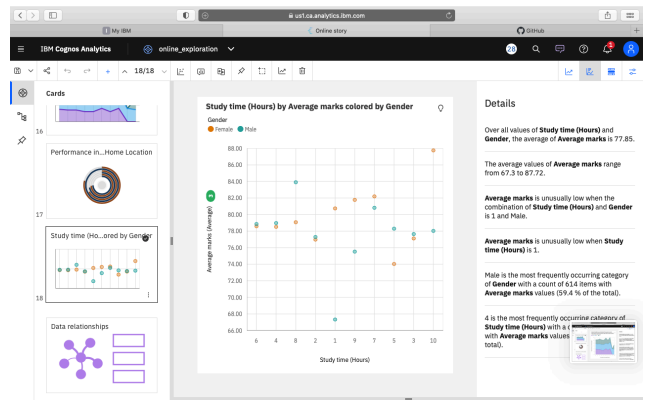 us1.ca.analytics.ibm.com
My IBM
Online story
GitHub
IBM Cognos Analytics
online_exploration
28
1
18/18
Cards
16
Performance in...Home Location
17
Study time (Ho...ored by Gender
18
Data relationships
Study time (Hours) by Average marks colored by Gender
Gender
Female
Male
88.00
86.00
84.00
82.00
80.00
78.00
76.00
74.00
72.00
70.00
68.00
66.00
Average marks (Average)
6 4 8 2 1 9 7 5 3 10
Study time (Hours)
Details
Over all values of Study time (Hours) and
Gender, the average of Average marks is 77.85.
The average values of Average marks range
from 67.3 to 87.72.
Average marks is unusually low when the
combination of Study time (Hours) and Gender
is 1 and Male.
Average marks is unusually low when Study
time (Hours) is 1.
Male is the most frequently occurring category
of Gender with a count of 614 items with
Average marks values (59.4 % of the total).
4 is the most frequently occurring category of
Study time (Hours) with a
with Average marks values
total).